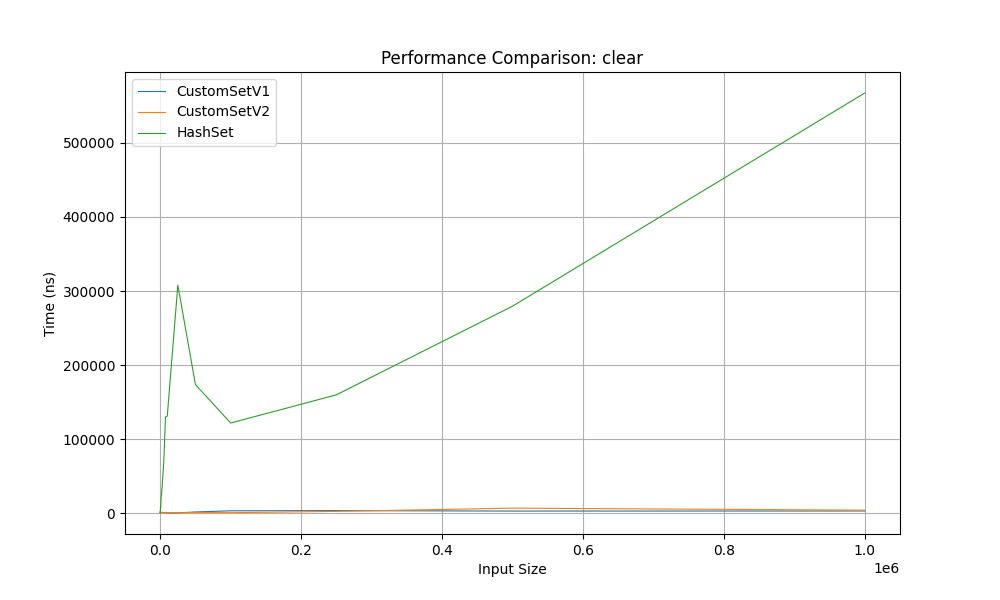 Performance Comparison: clear
CustomSetV1
CustomSetV2
HashSet
500000
400000
300000
200000
100000
0
Time (ns)
0.0
0.2
0.4
0.6
0.8
1.0
1e6
Input Size